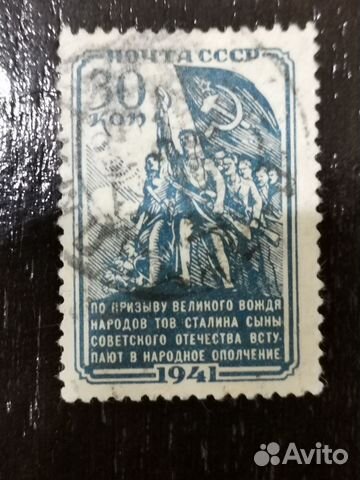 ПОЧТА СССР
30
КОП
ПО ПРИЗЫВУ ВЕЛИКОГО ВОЖДЯ
НАРОДОВ ТОВ СТАЛИНА СЫНЫ
СОВЕТСКОГО ОТЕЧЕСТВА ВСТУ-
ПАЮТ В НАРОДНОЕ ОПОЛЧЕНИЕ
1941
Avito